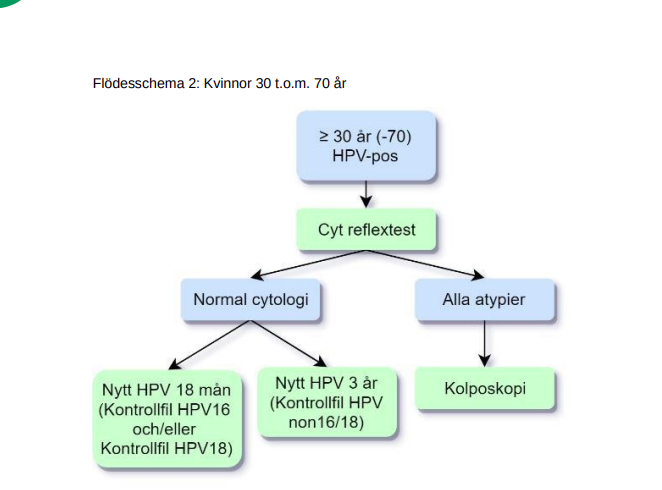 Flödesschema 2: Kvinnor 30 t.o.m. 70 år
≥ 30 år (-70)
HPV-pos
Cyt reflextest
Normal cytologi
Alla atypier
Nytt HPV 18 mån
(Kontrollfil HPV16
och/eller
Kontrollfil HPV18)
Nytt HPV 3 år
(Kontrollfil HPV
non16/18)
Kolposkopi